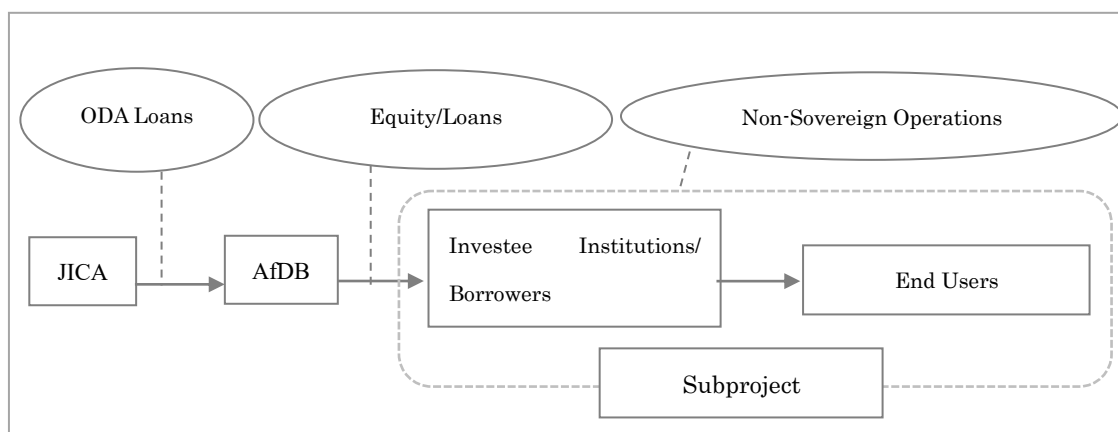 ODA Loans
Equity/Loans
Non-Sovereign Operations
JICA
AfDB
Investee Institutions/
Borrowers
End Users
Subproject